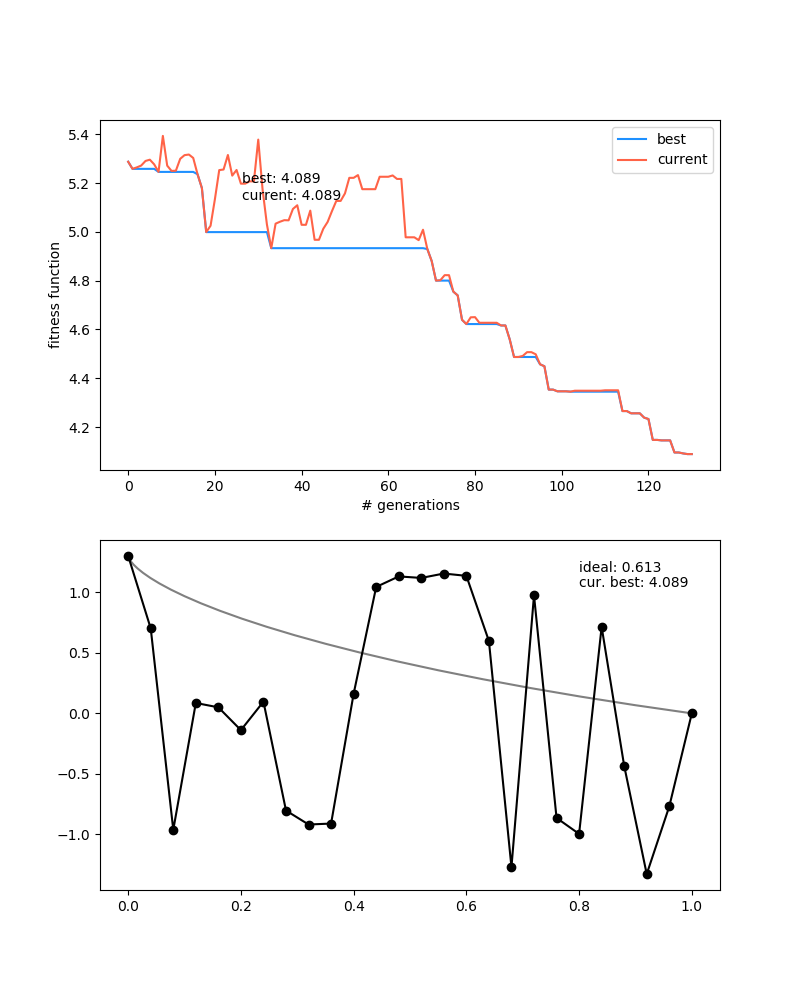 best
current
best: 4.089
current: 4.089
5.4
5.2
5.0
4.8
4.6
4.4
4.2
fitness function
0 20 40 60 80 100 120
# generations
ideal: 0.613
cur. best: 4.089
1.0
0.5
0.0
−0.5
−1.0
0.0 0.2 0.4 0.6 0.8 1.0